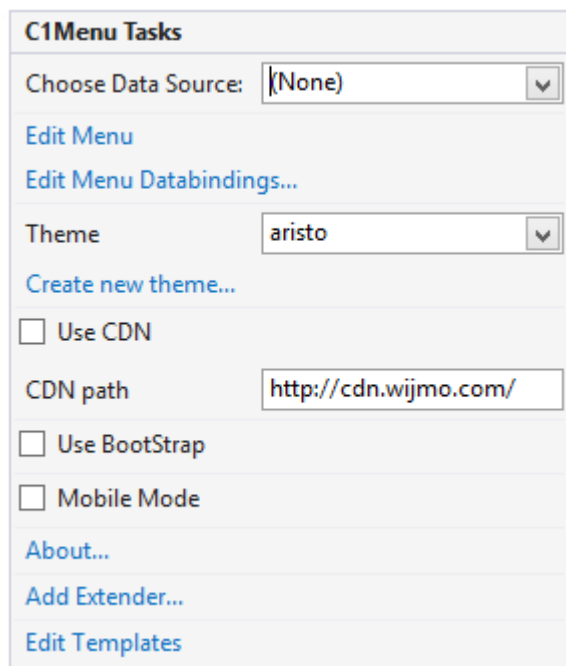 C1Menu Tasks
Choose Data Source: (None)
Edit Menu
Edit Menu Databindings...
Theme aristo
Create new theme...
Use CDN
CDN path http://cdn.wijmo.com/
Use BootStrap
Mobile Mode
About...
Add Extender...
Edit Templates